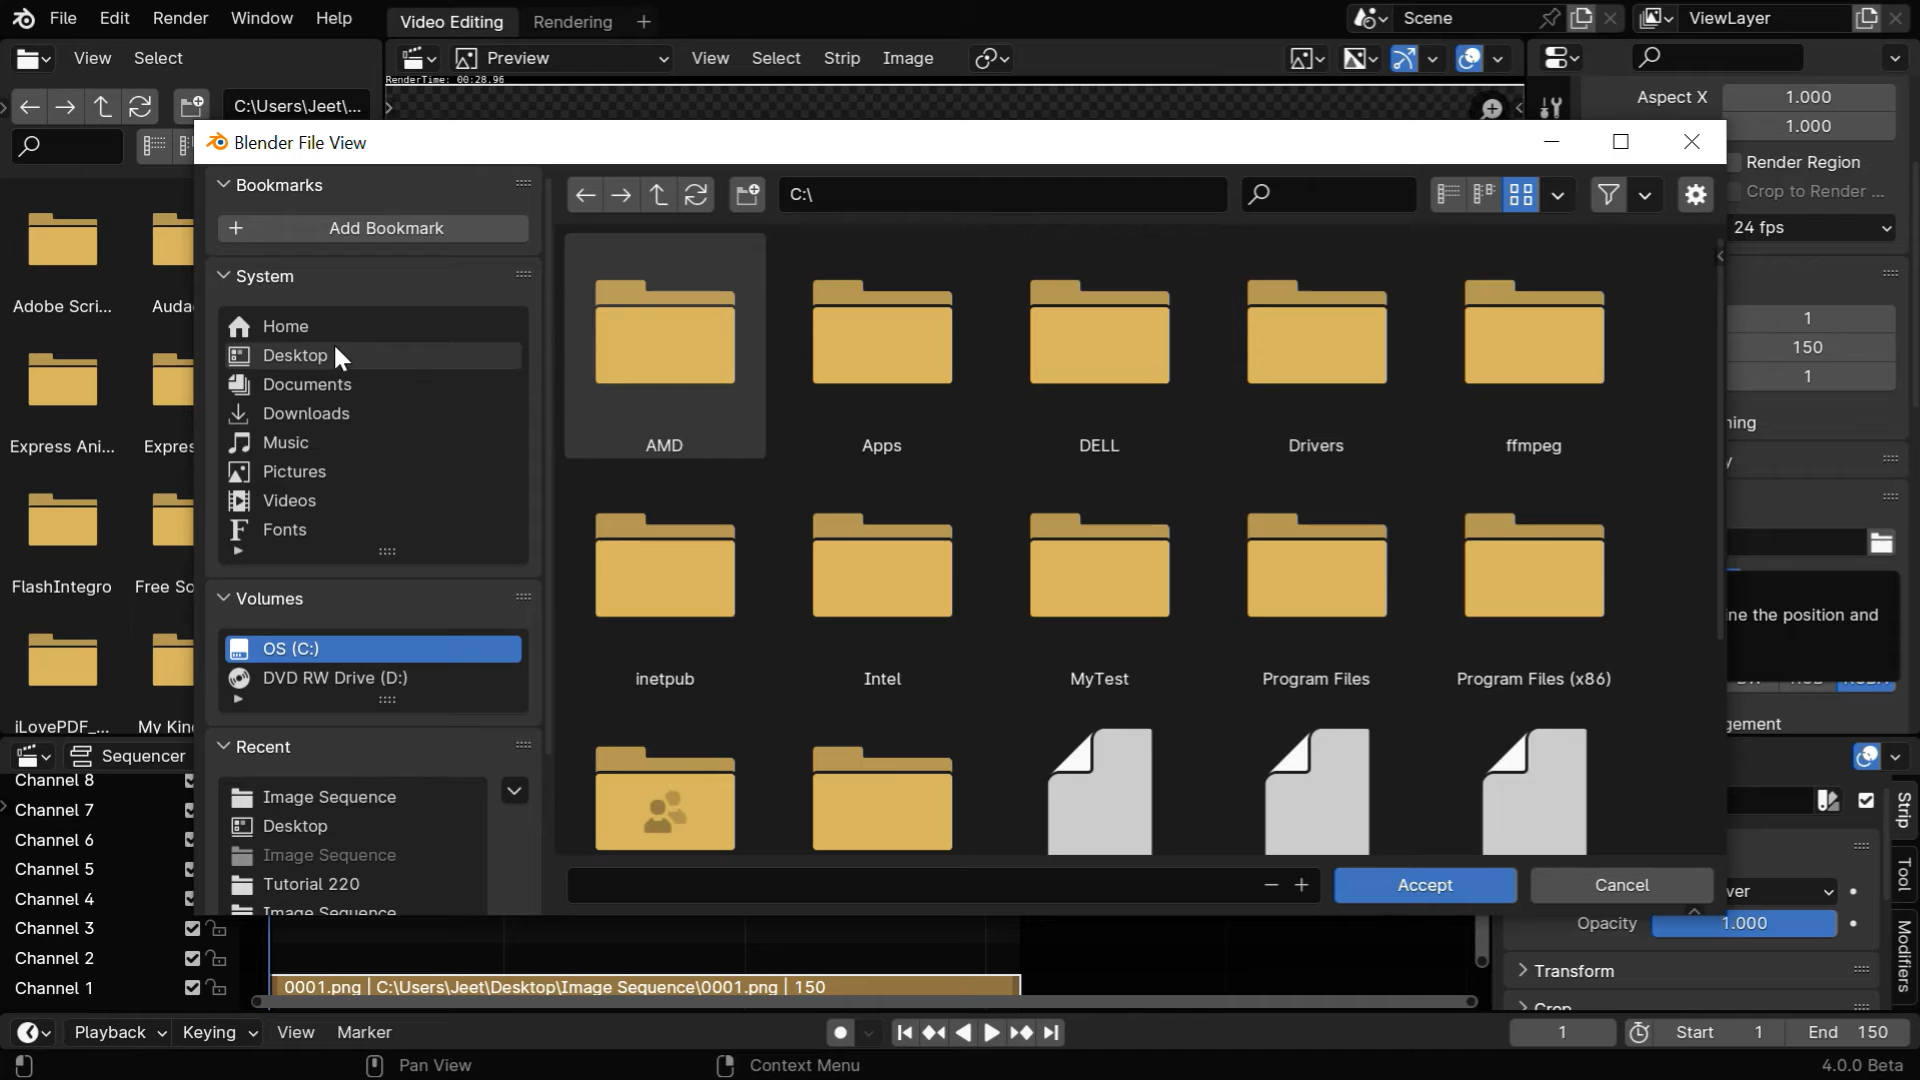 File Edit Render Window Help Video Editing Rendering + Scene ViewLayer
View Select Preview View Select Strip Image
RenderTime: 00:28.96
C:\Users\Jeet\...
Aspect X 1.000
1.000
Blender File View
Render Region
Crop to Render ...
24 fps
Bookmarks
Add Bookmark
C:\
System
Home
Desktop
Documents
Downloads
Music
Pictures
Videos
Fonts
Volumes
OS (C:)
DVD RW Drive (D:)
Recent
Image Sequence
Desktop
Image Sequence
Tutorial 220
Image Sequence
AMD Apps DELL Drivers ffmpeg
inetpub Intel MyTest Program Files Program Files (x86)
Accept Cancel
Adobe Scri... Auda
Express Ani... Expres
FlashIntegro Free So
iLovePDF_... My Kin
1
150
1
ning
y
ne the position and
gement
Sequencer
Channel 8
Channel 7
Channel 6
Channel 5
Channel 4
Channel 3
Channel 2
Channel 1
0001.png | C:\Users\Jeet\Desktop\Image Sequence\0001.png | 150
ver
Opacity 1.000
Transform
Crop
Strip
Tool
Modifiers
Playback Keying View Marker 1 Start 1 End 150
Pan View Context Menu 4.0.0 Beta